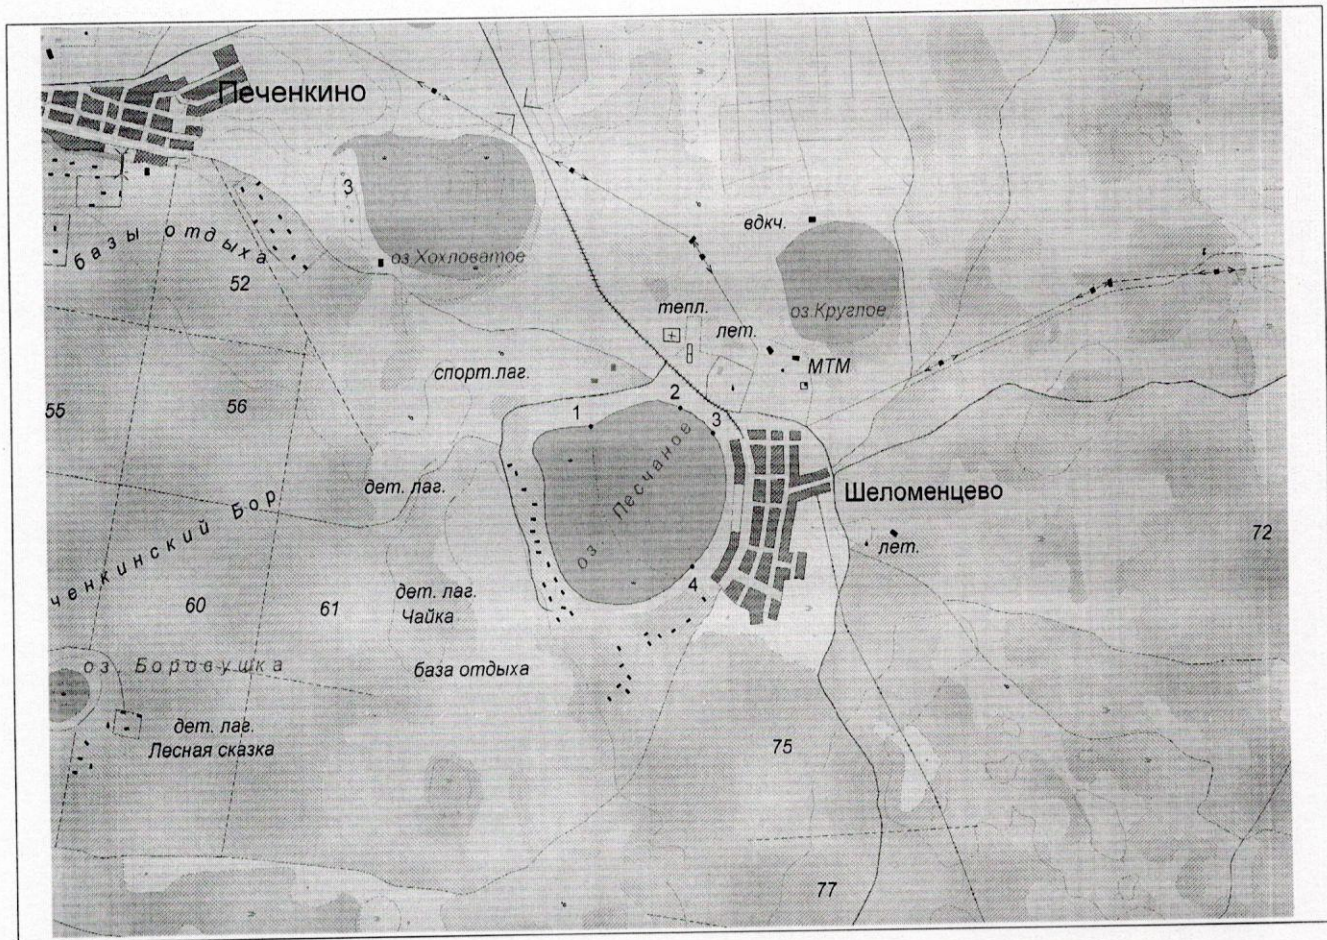 Печенкино
3
вдкч.
базы отдыха
оз.Хохловатое
52
тепл.
лет.
оз.Круглое
МТМ
спорт.лаг.
55
56
1
2
3
оз. Песчаное
дет. лаг.
Шеломенцево
72
лет.
ченкинский Бор
4
60
61
дет. лаг.
Чайка
оз. Боровушка
база отдыха
дет. лаг.
Лесная сказка
75
77